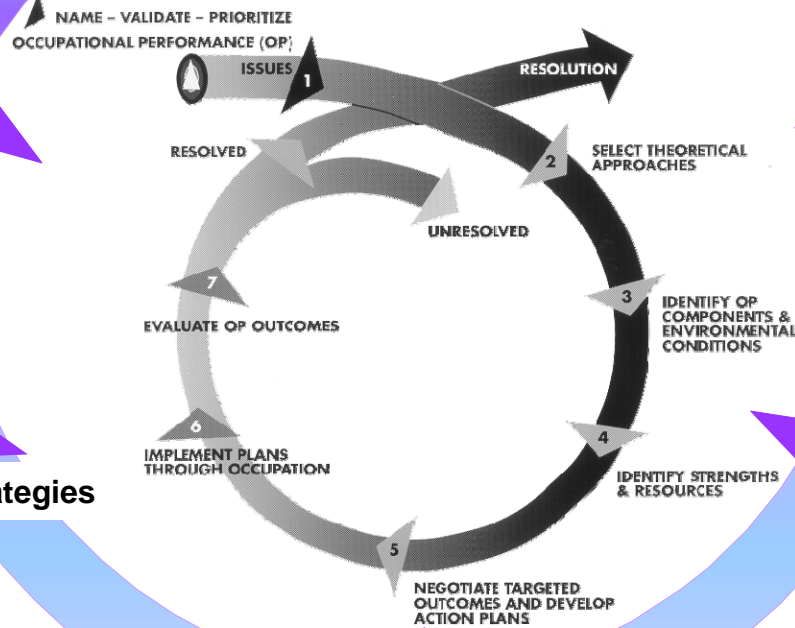 NAME – VALIDATE – PRIORITIZE
OCCUPATIONAL PERFORMANCE (OP)
ISSUES
1
RESOLUTION
RESOLVED
2
SELECT THEORETICAL
APPROACHES
UNRESOLVED
7
3
IDENTIFY OP
COMPONENTS &
ENVIRONMENTAL
CONDITIONS
EVALUATE OP OUTCOMES
6
4
IMPLEMENT PLANS
THROUGH OCCUPATION
IDENTIFY STRENGTHS
& RESOURCES
ategies
5
NEGOTIATE TARGETED
OUTCOMES AND DEVELOP
ACTION PLANS